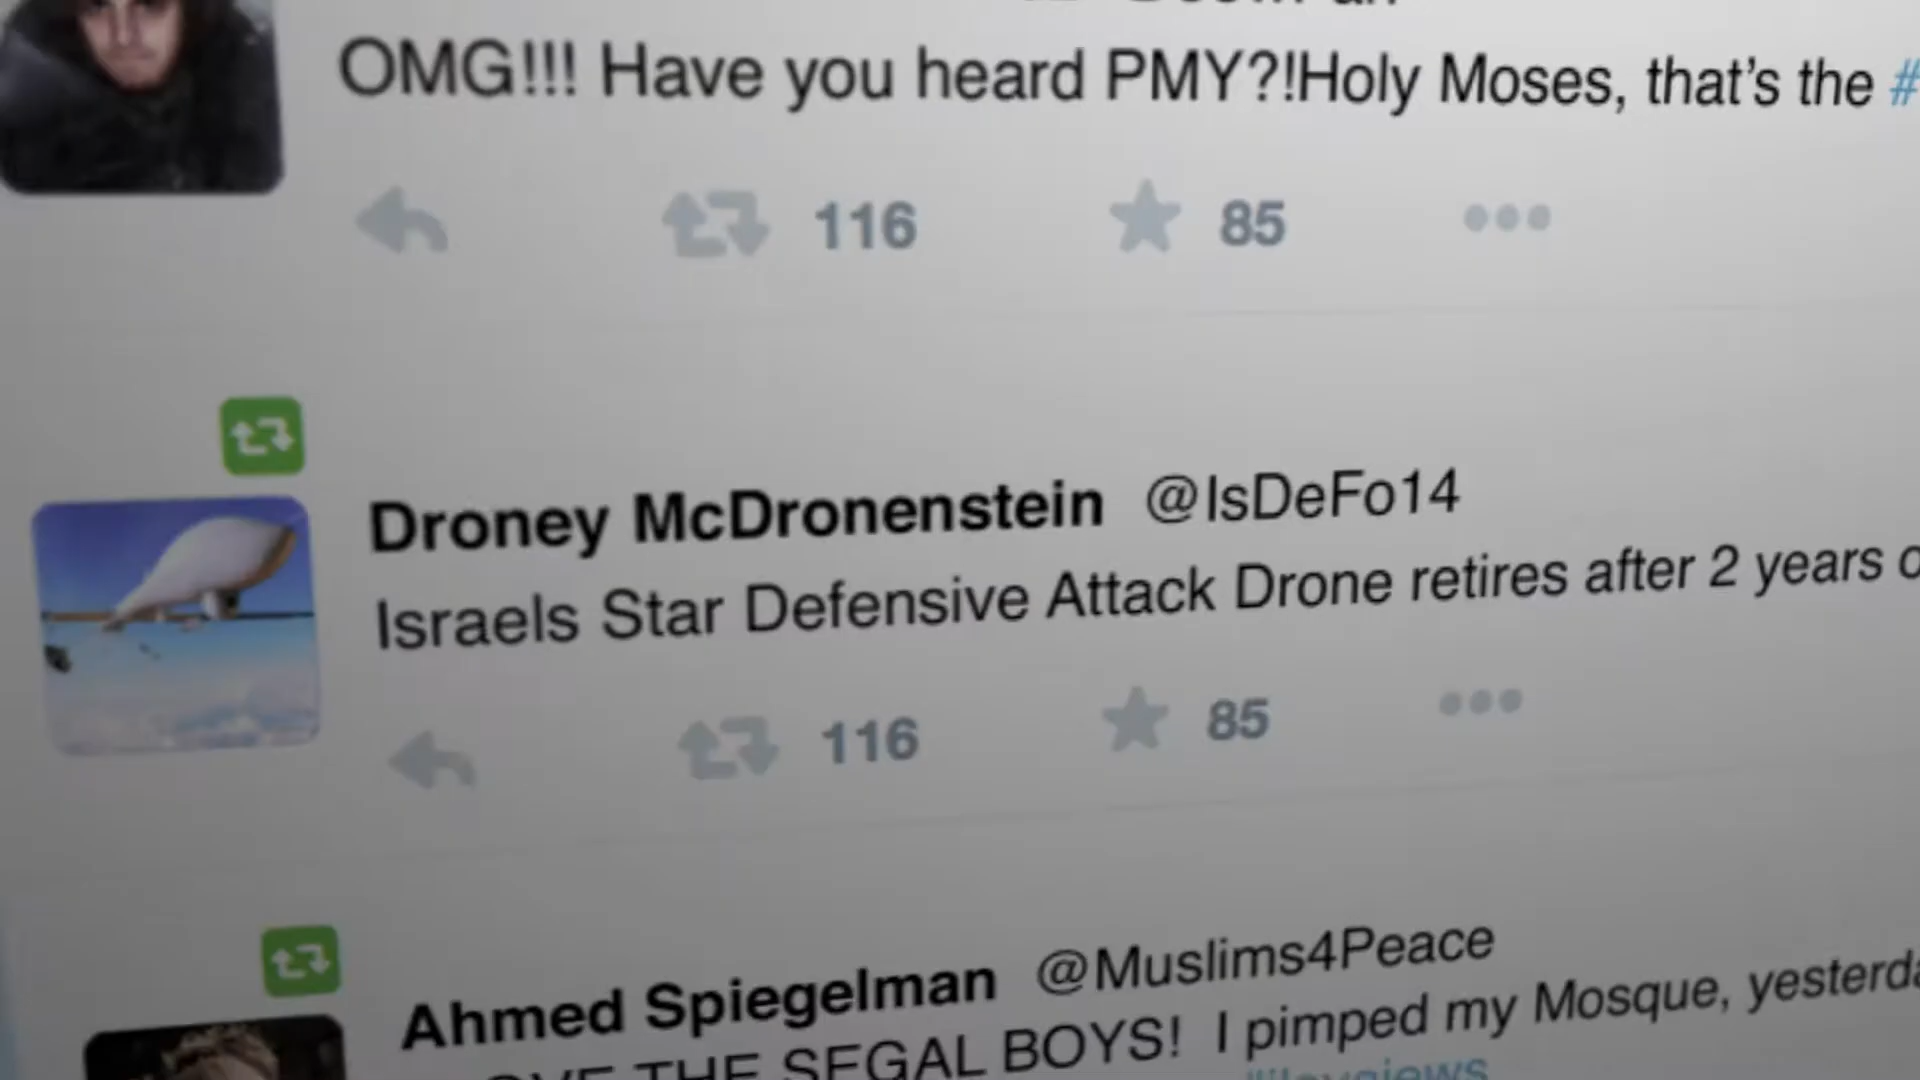 OMG!!! Have you heard PMY?!Holy Moses, that's the #
116 85
Droney McDronenstein @IsDeFo14
Israels Star Defensive Attack Drone retires after 2 years
116 85
Ahmed Spiegelman @Muslims4Peace
THE SEGAL BOYS! I pimped my Mosque,